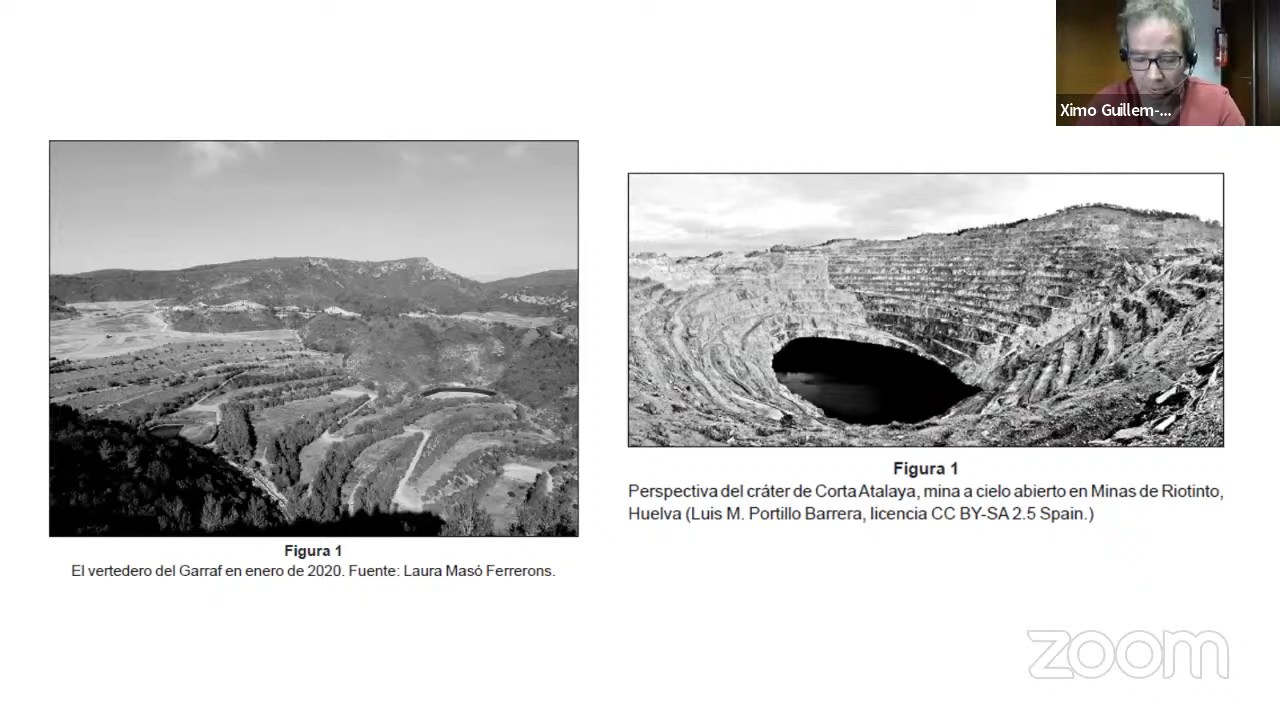 Ximo Guillem-...
Figura 1
El vertedero del Garraf en enero de 2020. Fuente: Laura Masó Ferrerons.
Figura 1
Perspectiva del cráter de Corta Atalaya, mina a cielo abierto en Minas de Riotinto,
Huelva (Luis M. Portillo Barrera, licencia CC BY-SA 2.5 Spain.)
zoom